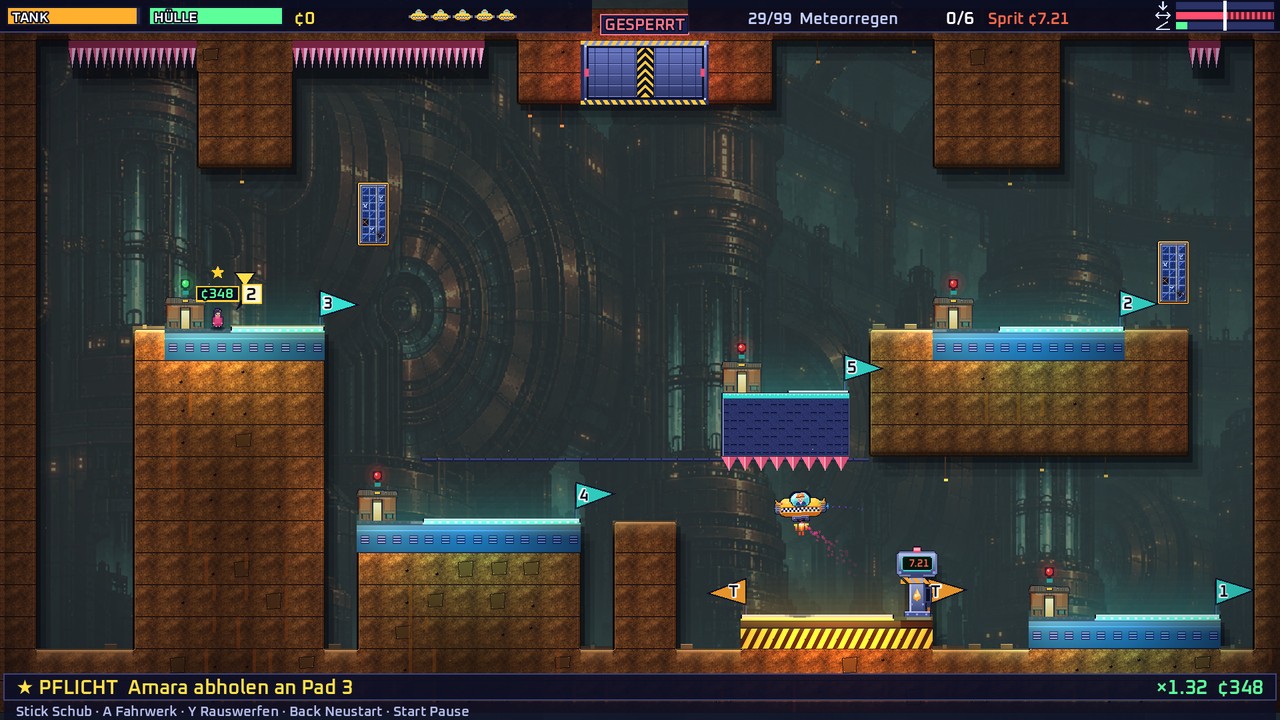 TANK HÜLLE ₵0 GESPERRT 29/99 Meteorregen 0/6 Sprit ₵7.21
₵348 2
3
2
5
4
7.21
T T
1
★ PFLICHT Amara abholen an Pad 3 ×1.32 ₵348
Stick Schub · A Fahrwerk · Y Rauswerfen · Back Neustart · Start Pause